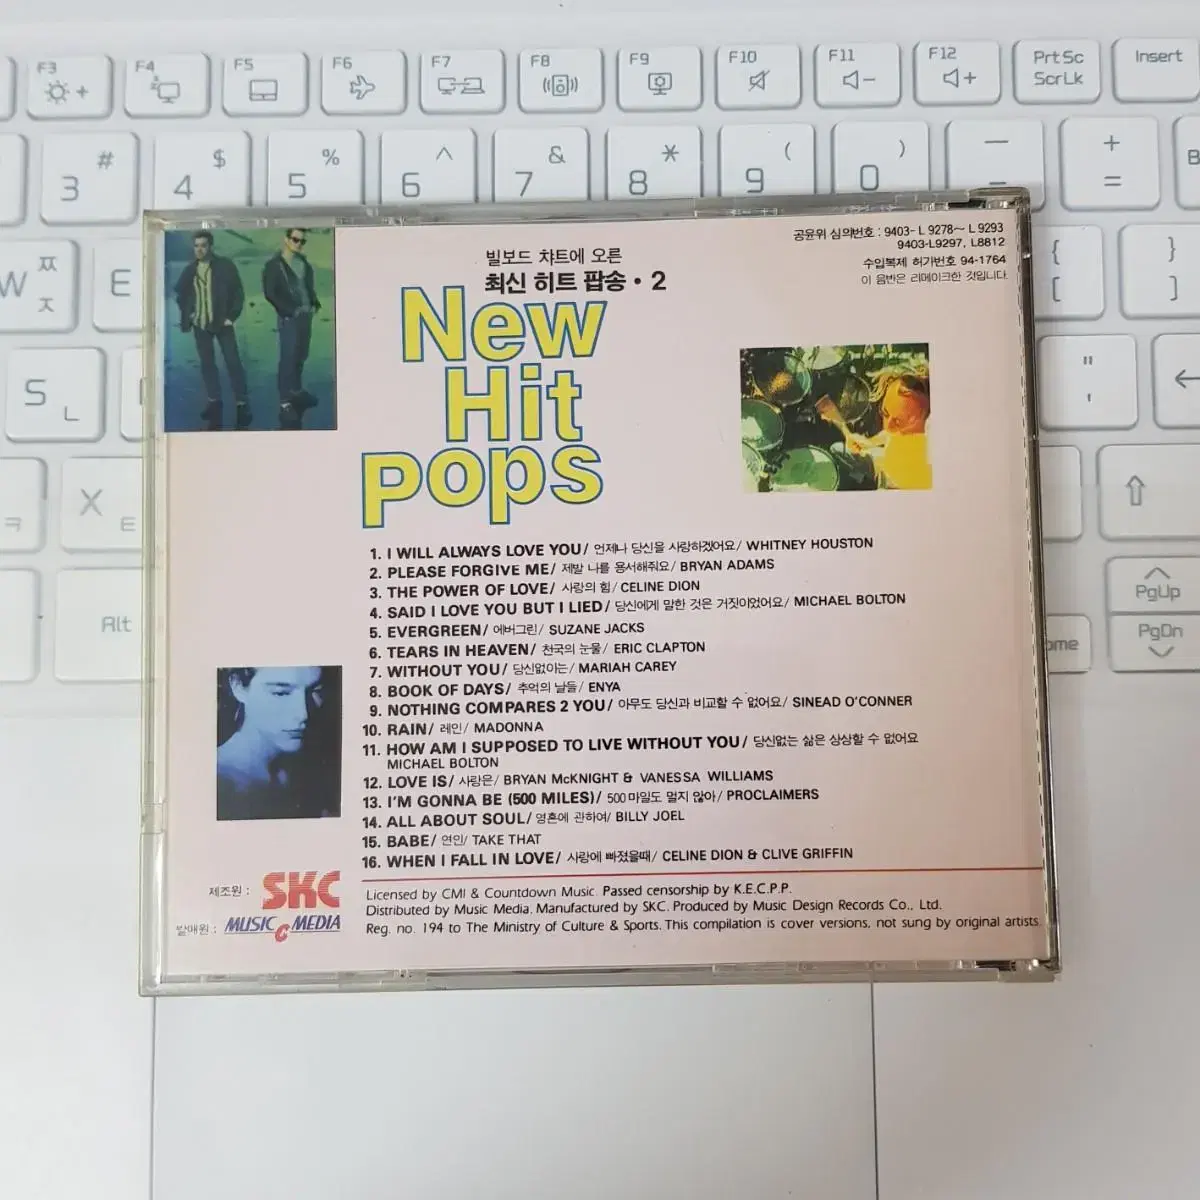 F3
F4
F5
F6
F7
F8
F9
F10
F11
F12
PrtSc
ScrLk
Insert
#
3
$
4
%
5
^
6
&
7
*
8
(
9
)
0
—
–
+
=
B
W
ㅉ
ㅈ
E
{
[
}
]
S
ㄴ
"
'
X
ㅌ
ㅋ
Alt
PgUp
PgDn
ome
빌보드 챠트에 오른
최신 히트 팝송 • 2
New
Hit
Pops
공윤위 심의번호 : 9403- L 9278~ L 9293
9403-L9297, L8812
수입복제 허가번호 94-1764
이 음반은 리메이크한 것입니다.
1. I WILL ALWAYS LOVE YOU/ 언제나 당신을 사랑하겠어요/ WHITNEY HOUSTON
2. PLEASE FORGIVE ME/ 제발 나를 용서해줘요/ BRYAN ADAMS
3. THE POWER OF LOVE/ 사랑의 힘/ CELINE DION
4. SAID I LOVE YOU BUT I LIED/ 당신에게 말한 것은 거짓이었어요/ MICHAEL BOLTON
5. EVERGREEN/ 에버그린/ SUZANE JACKS
6. TEARS IN HEAVEN/ 천국의 눈물/ ERIC CLAPTON
7. WITHOUT YOU/ 당신없이는/ MARIAH CAREY
8. BOOK OF DAYS/ 추억의 날들/ ENYA
9. NOTHING COMPARES 2 YOU/ 아무도 당신과 비교할 수 없어요/ SINEAD O'CONNER
10. RAIN/ 레인/ MADONNA
11. HOW AM I SUPPOSED TO LIVE WITHOUT YOU/ 당신없는 삶은 상상할 수 없어요
MICHAEL BOLTON
12. LOVE IS/ 사랑은/ BRYAN McKNIGHT & VANESSA WILLIAMS
13. I'M GONNA BE (500 MILES)/ 500 마일도 멀지 않아/ PROCLAIMERS
14. ALL ABOUT SOUL/ 영혼에 관하여/ BILLY JOEL
15. BABE/ 연인/ TAKE THAT
16. WHEN I FALL IN LOVE/ 사랑에 빠졌을때/ CELINE DION & CLIVE GRIFFIN
제조원 : SKC
발매원 : MUSIC MEDIA
Licensed by CMI & Countdown Music. Passed censorship by K.E.C.P.P.
Distributed by Music Media. Manufactured by SKC. Produced by Music Design Records Co., Ltd.
Reg. no. 194 to The Ministry of Culture & Sports. This compilation is cover versions, not sung by original artists.